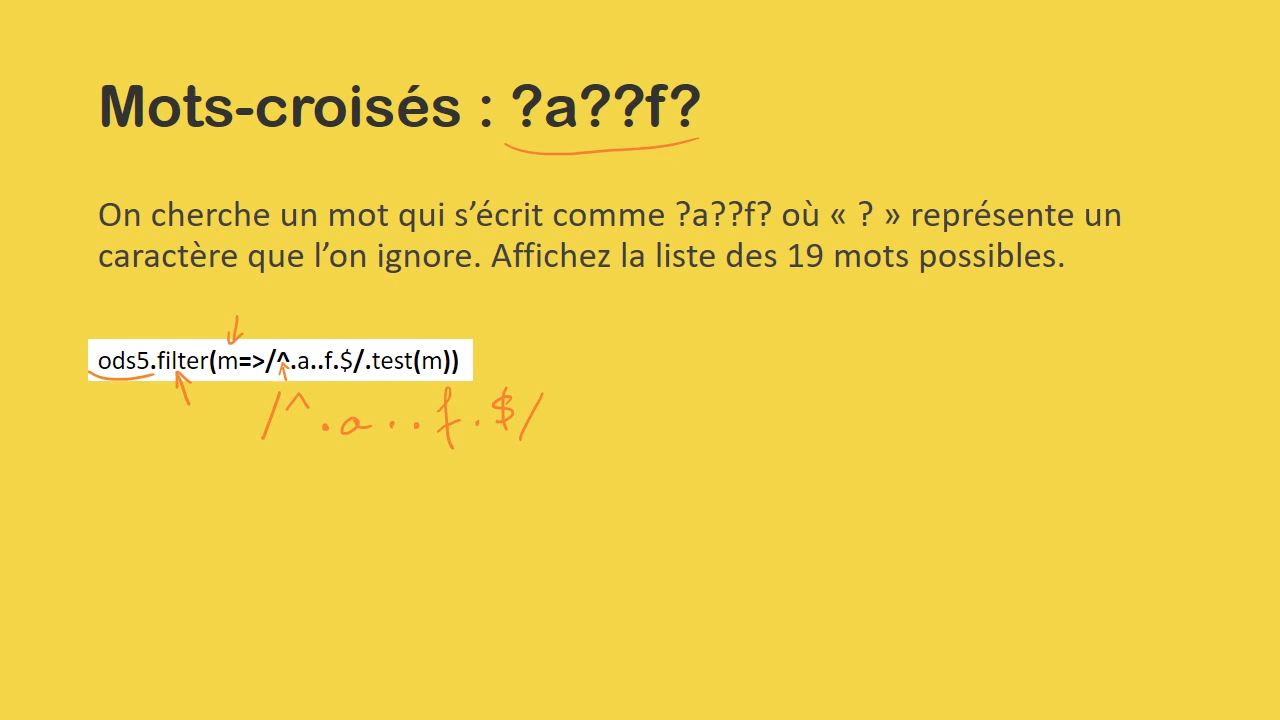 Mots-croisés : ?a??f?
On cherche un mot qui s’écrit comme ?a??f? où « ? » représente un
caractère que l’on ignore. Affichez la liste des 19 mots possibles.
ods5.filter(m=>/^.a..f.$/.test(m))
/^.a..f.$/